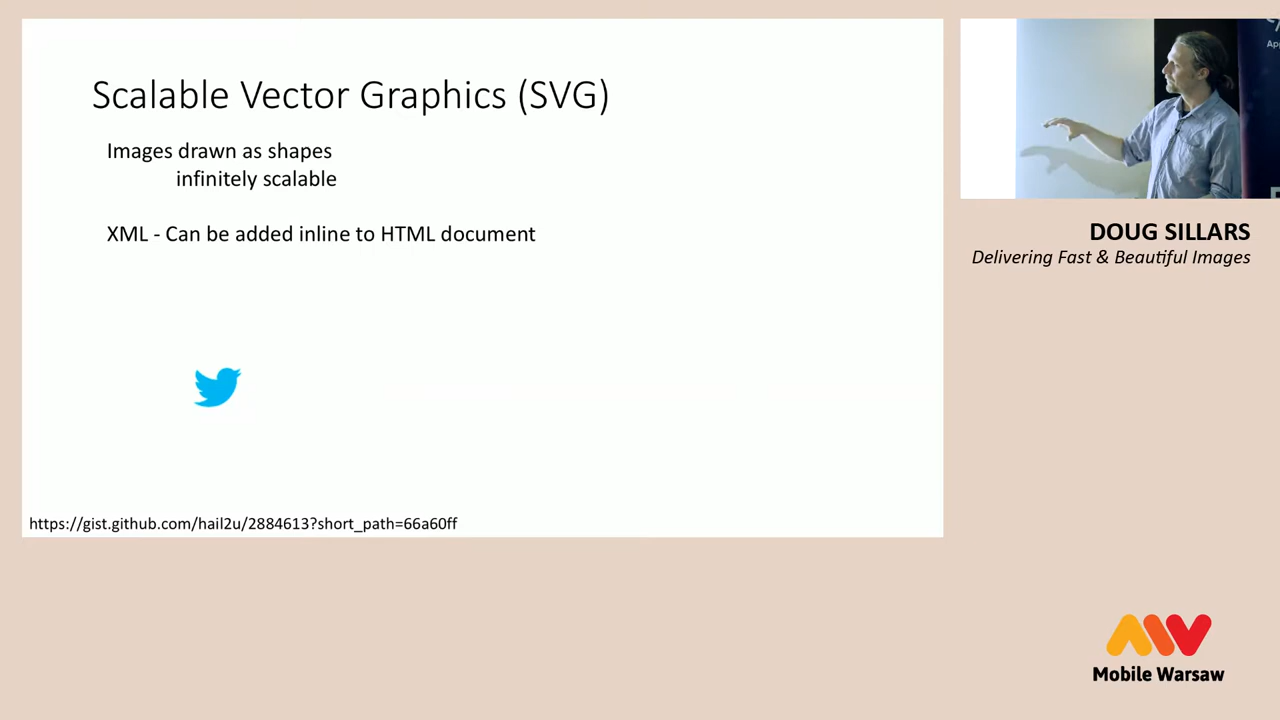 Scalable Vector Graphics (SVG)
Images drawn as shapes
infinitely scalable
XML - Can be added inline to HTML document
https://gist.github.com/hail2u/2884613?short_path=66a60ff
DOUG SILLARS
Delivering Fast & Beautiful Images
Mobile Warsaw